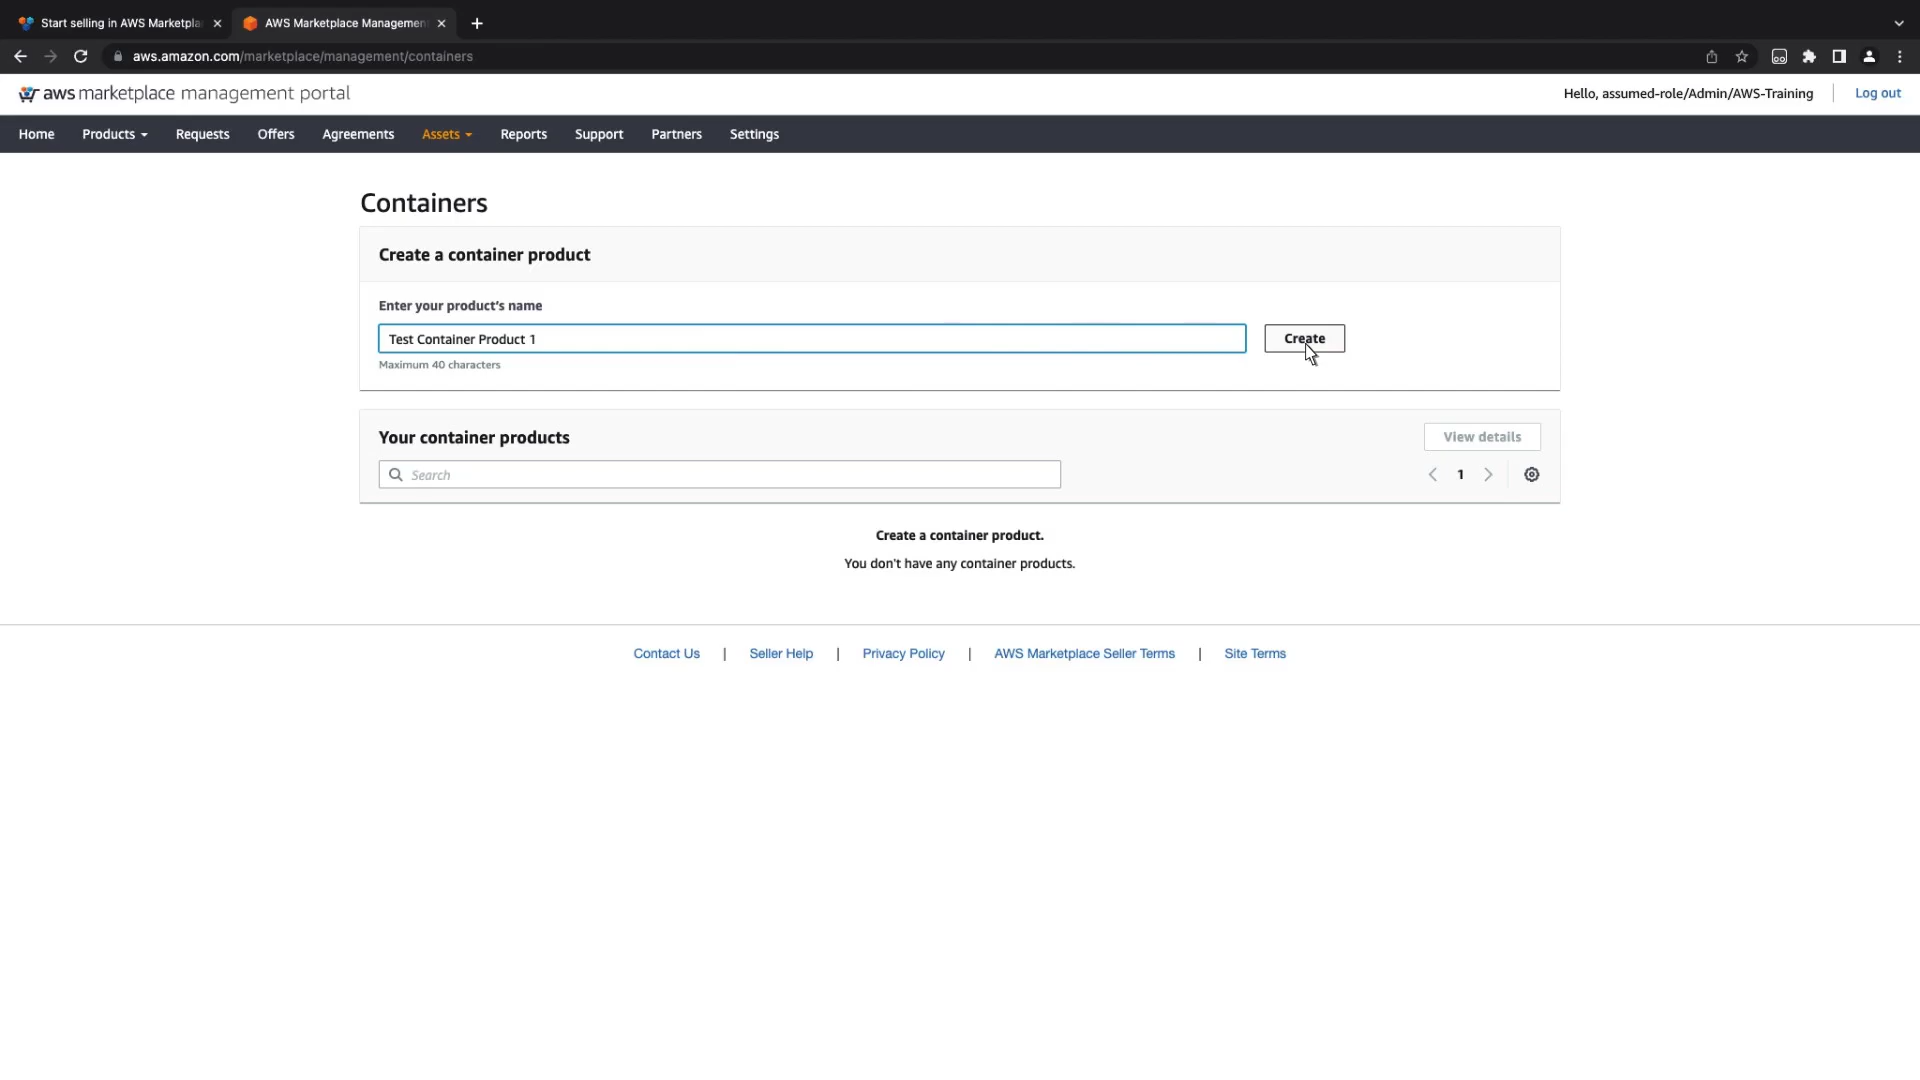 Start selling in AWS Marketpla
AWS Marketplace Managemen
aws.amazon.com/marketplace/management/containers
aws marketplace management portal
Hello, assumed-role/Admin/AWS-Training
Log out
Home Products Requests Offers Agreements Assets Reports Support Partners Settings
Containers
Create a container product
Enter your product's name
Test Container Product 1
Create
Maximum 40 characters
Your container products
View details
Search
1
Create a container product.
You don't have any container products.
Contact Us | Seller Help | Privacy Policy | AWS Marketplace Seller Terms | Site Terms